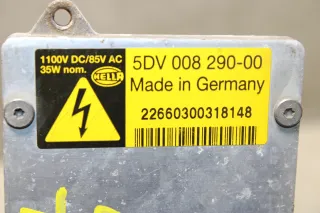 1100V DC/85V AC
35W nom.
HELLA
5DV 008 290-00
Made in Germany
22660300318148